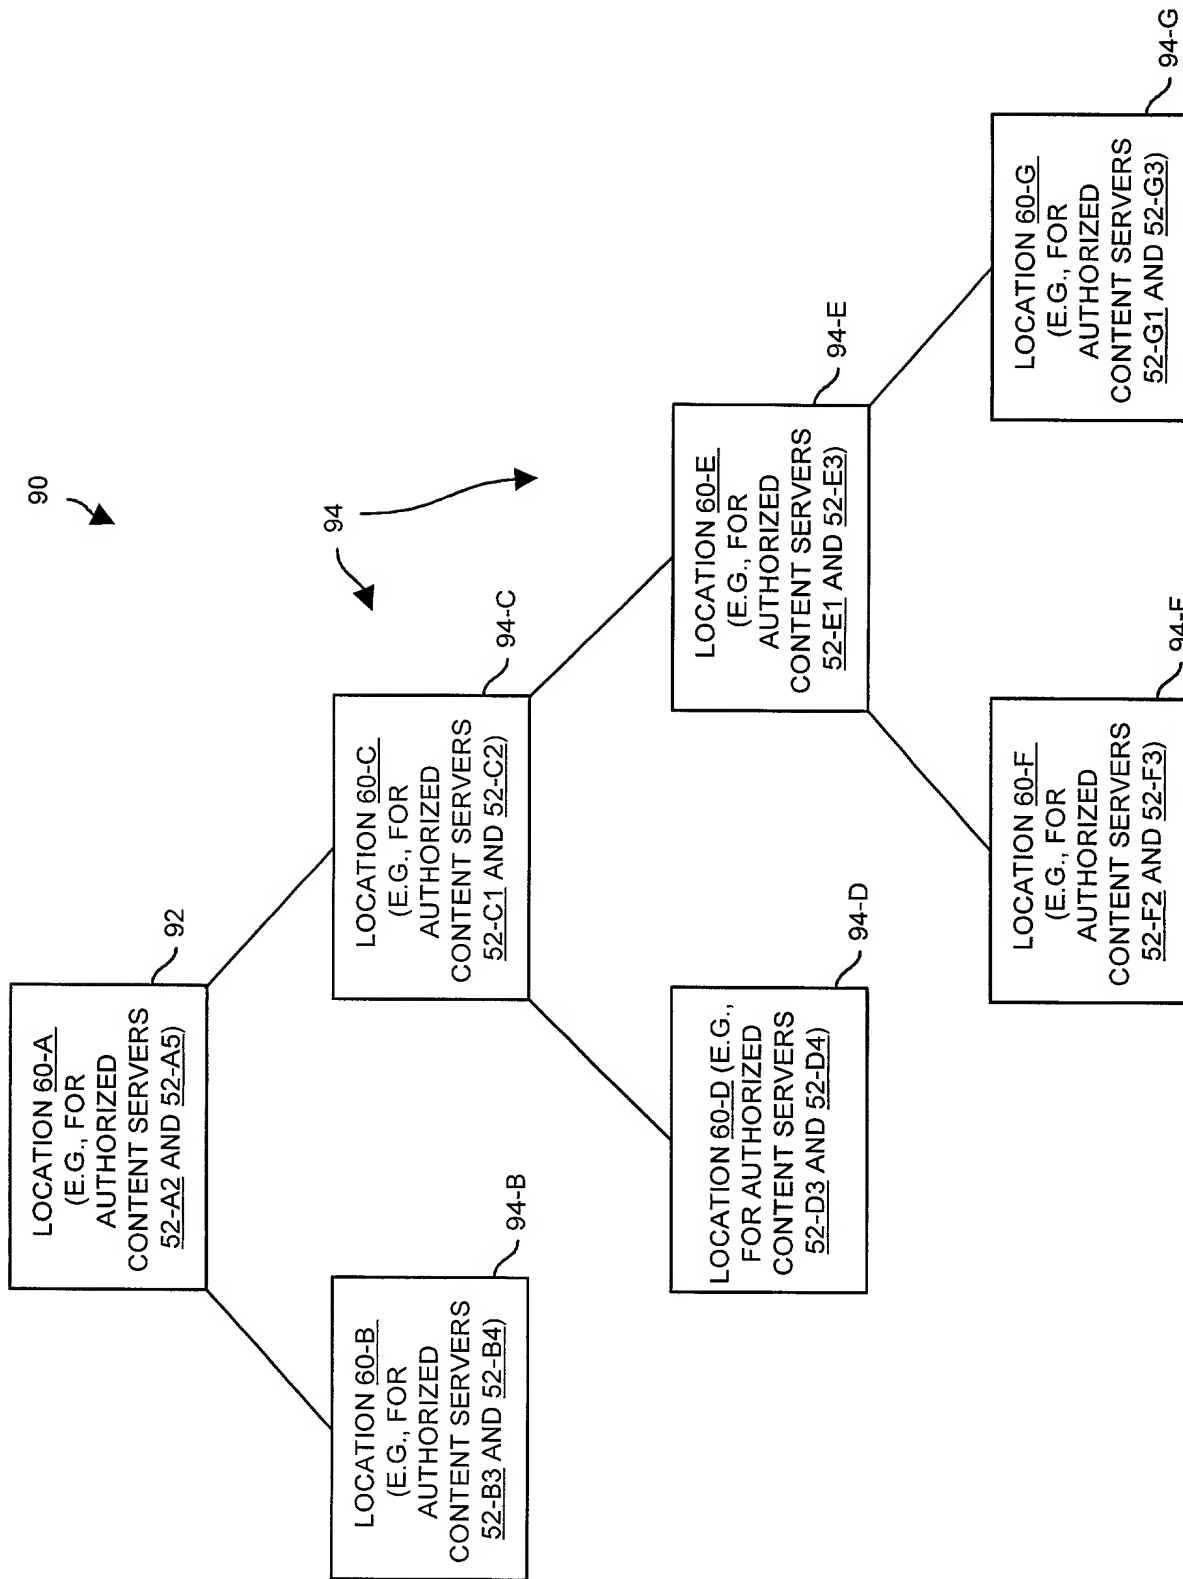 90
LOCATION 60-A
(E.G., FOR
AUTHORIZED
CONTENT SERVERS
52-A2 AND 52-A5)
92
94
LOCATION 60-B
(E.G., FOR
AUTHORIZED
CONTENT SERVERS
52-B3 AND 52-B4)
94-B
LOCATION 60-C
(E.G., FOR
AUTHORIZED
CONTENT SERVERS
52-C1 AND 52-C2)
94-C
LOCATION 60-D (E.G.,
FOR AUTHORIZED
CONTENT SERVERS
52-D3 AND 52-D4)
94-D
LOCATION 60-E
(E.G., FOR
AUTHORIZED
CONTENT SERVERS
52-E1 AND 52-E3)
94-E
LOCATION 60-F
(E.G., FOR
AUTHORIZED
CONTENT SERVERS
52-F2 AND 52-F3)
94-F
LOCATION 60-G
(E.G., FOR
AUTHORIZED
CONTENT SERVERS
52-G1 AND 52-G3)
94-G